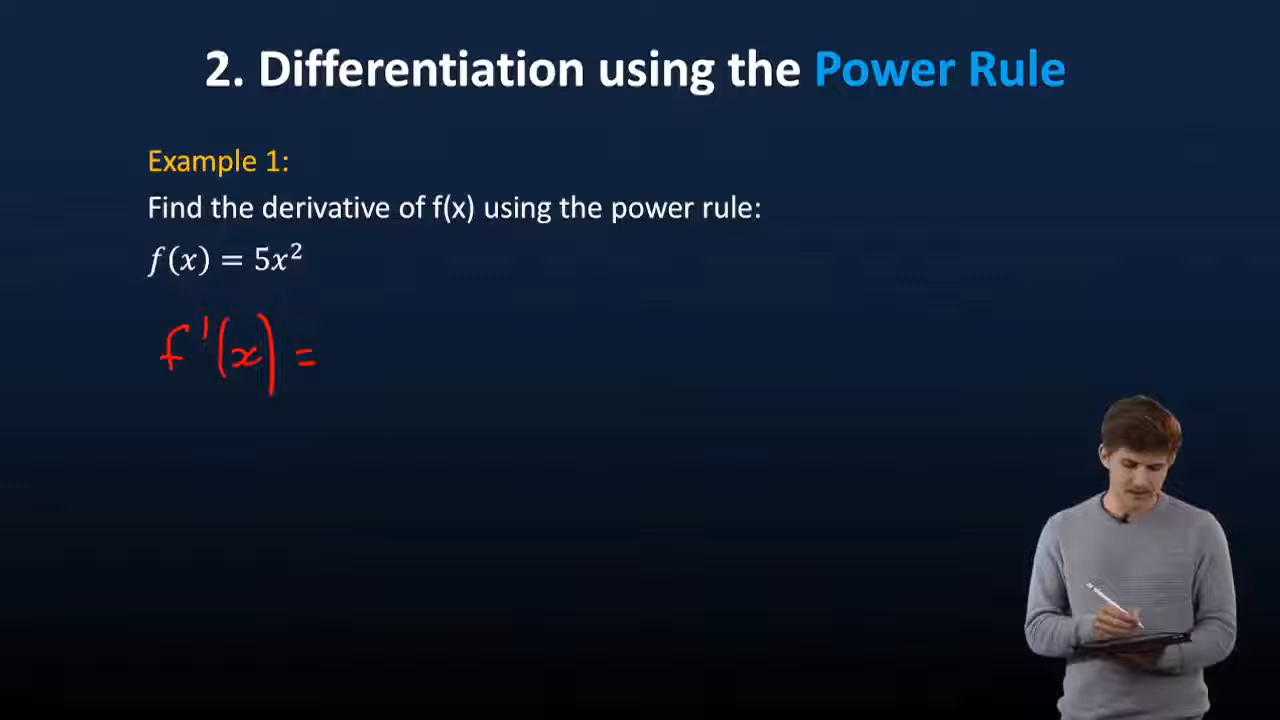 2. Differentiation using the Power Rule
Example 1:
Find the derivative of f(x) using the power rule:
f(x) = 5x²
f'(x) =